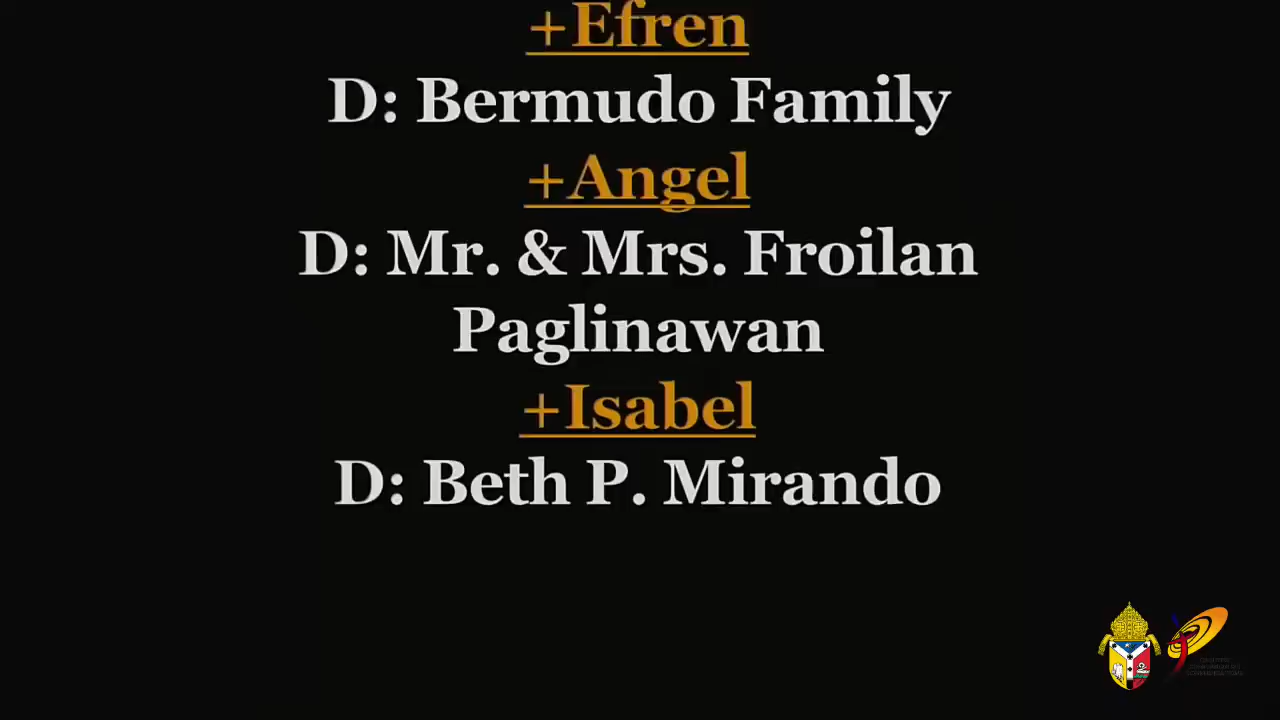 +Efren
D: Bermudo Family
+Angel
D: Mr. & Mrs. Froilan
Paglinawan
+Isabel
D: Beth P. Mirando